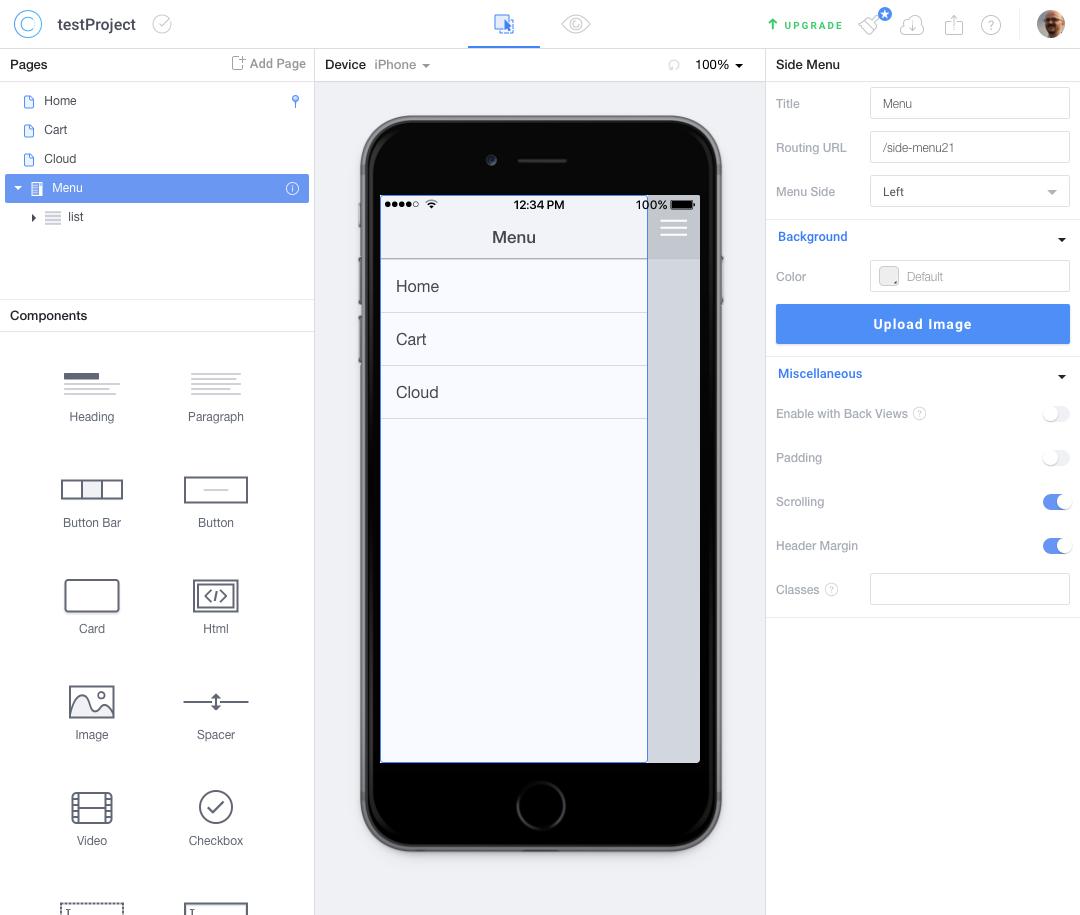 testProject
UPGRADE
Pages
Add Page
Home
Cart
Cloud
Menu
list
Components
Heading
Paragraph
Button Bar
Button
Card
Html
Image
Spacer
Video
Checkbox
Device iPhone
100%
12:34 PM
100%
Menu
Home
Cart
Cloud
Side Menu
Title
Menu
Routing URL
/side-menu21
Menu Side
Left
Background
Color
Default
Upload Image
Miscellaneous
Enable with Back Views ?
Padding
Scrolling
Header Margin
Classes ?